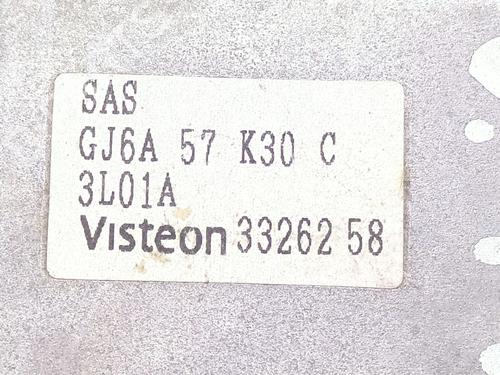 SAS
GJ6A 57 K30 C
3L01A
Visteon 33262 58